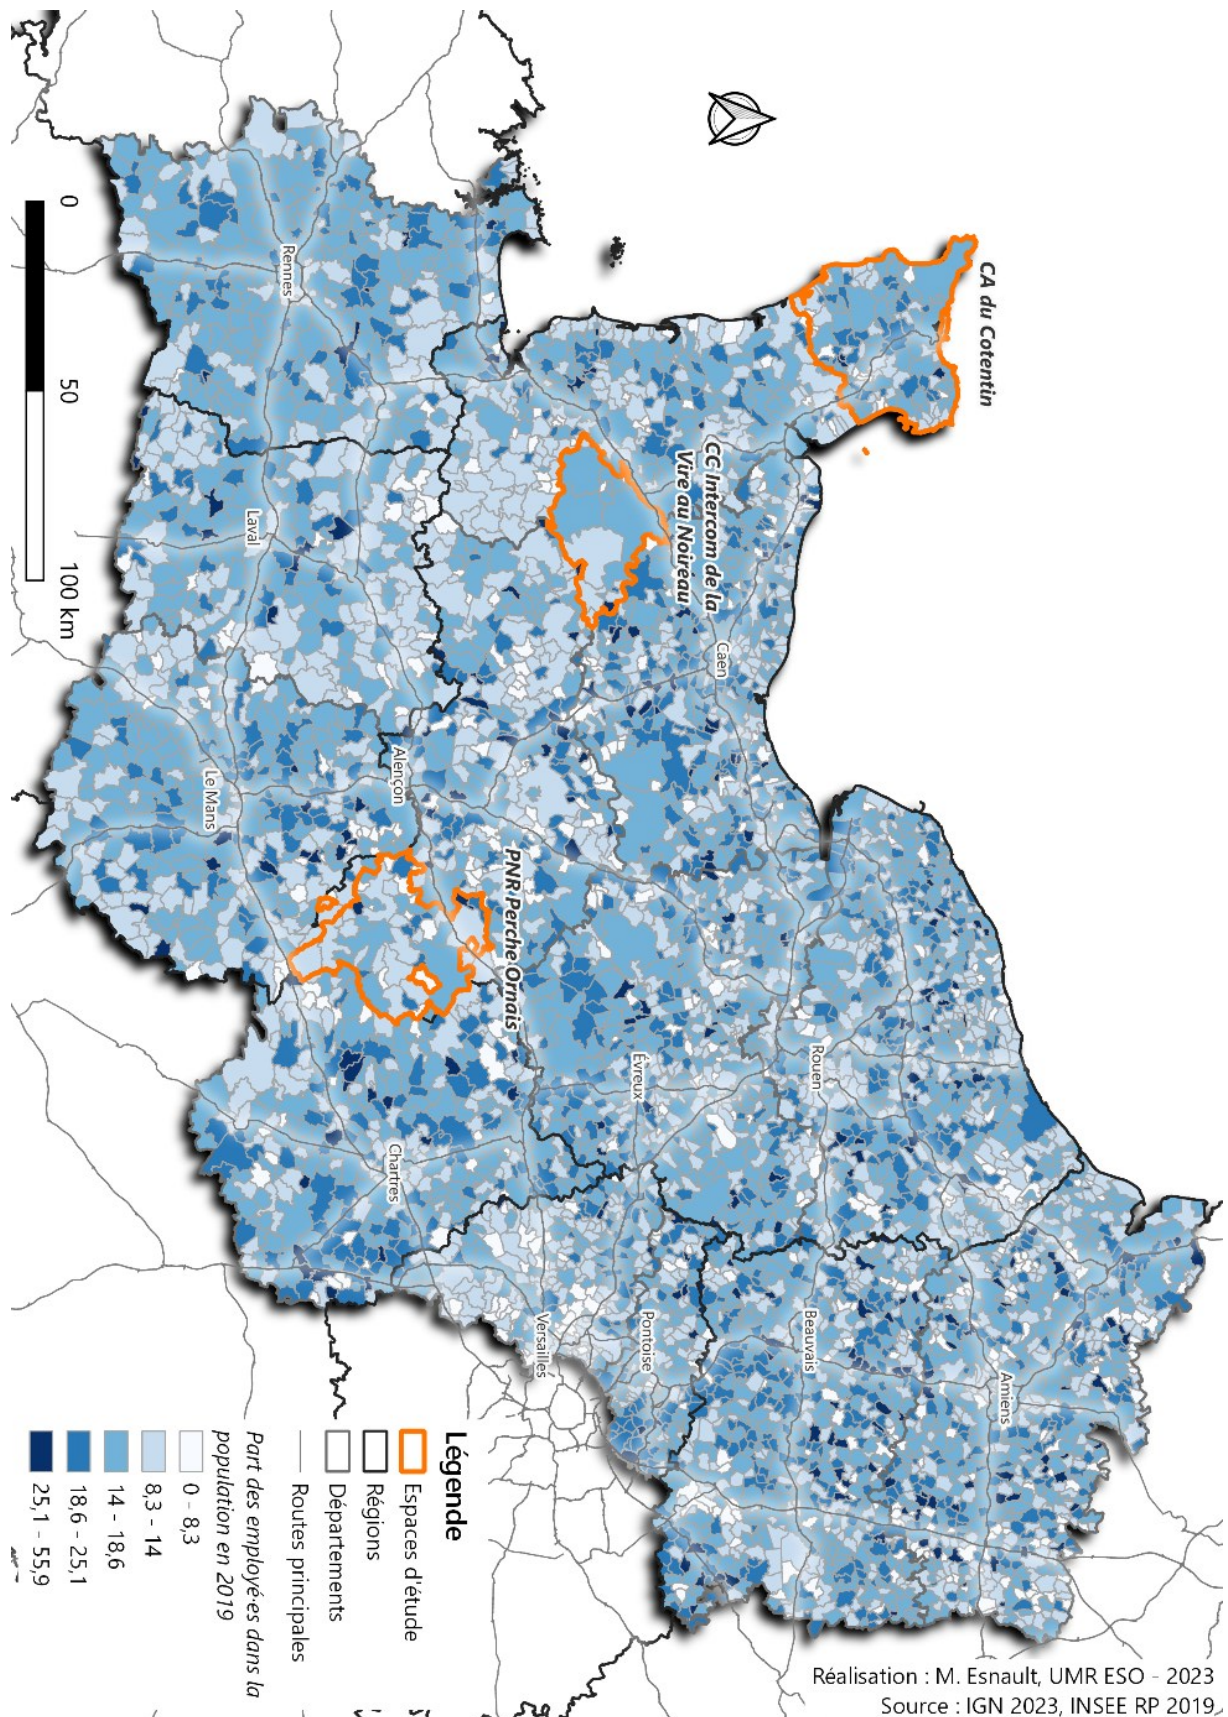 CA du Cotentin
CC Intercom de la
Vire au Noireau
PNR Perche Ornais
Amiens
Rouen
Beauvais
Caen
Évreux
Pontoise
Versailles
Alençon
Chartres
Rennes
Laval
Le Mans
0
50
100 km
Légende
Espaces d'étude
Régions
Départements
Routes principales
Part des employé·es dans la
population en 2019
0 - 8,3
8,3 - 14
14 - 18,6
18,6 - 25,1
25,1 - 55,9
Réalisation : M. Esnault, UMR ESO - 2023
Source : IGN 2023, INSEE RP 2019